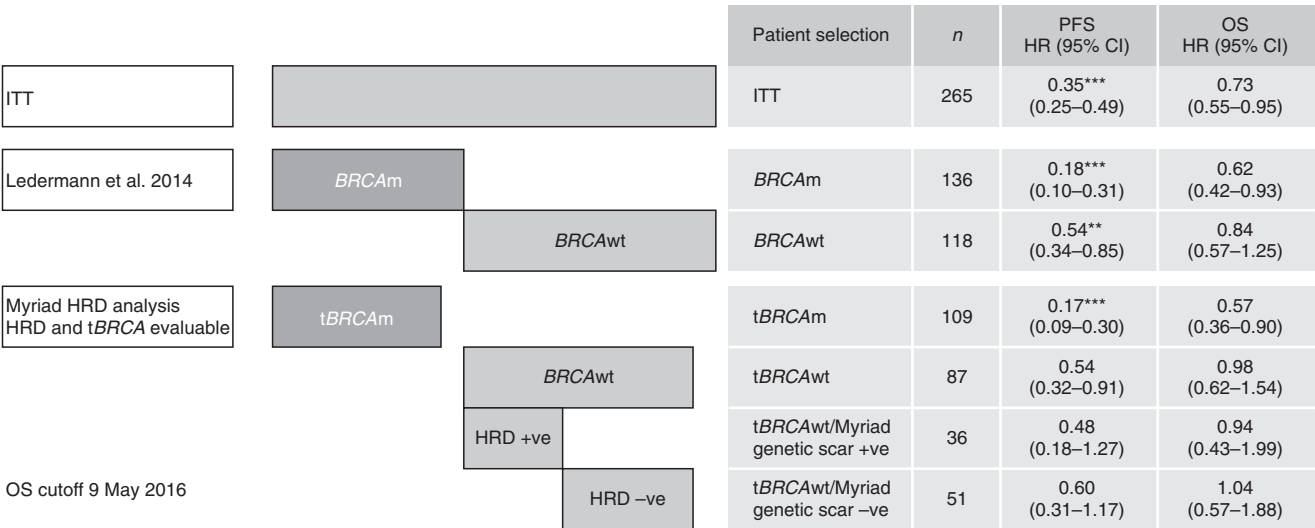 Patient selection n PFS OS
HR (95% CI) HR (95% CI)
ITT ITT 265 0.35*** 0.73
(0.25–0.49) (0.55–0.95)
Ledermann et al. 2014 BRCAm BRCAm 136 0.18*** 0.62
(0.10–0.31) (0.42–0.93)
BRCAwt BRCAwt 118 0.54** 0.84
(0.34–0.85) (0.57–1.25)
Myriad HRD analysis
HRD and tBRCA evaluable tBRCAm tBRCAm 109 0.17*** 0.57
(0.09–0.30) (0.36–0.90)
BRCAwt tBRCAwt 87 0.54 0.98
(0.32–0.91) (0.62–1.54)
HRD +ve tBRCAwt/Myriad 36 0.48 0.94
genetic scar +ve (0.18–1.27) (0.43–1.99)
OS cutoff 9 May 2016 HRD –ve tBRCAwt/Myriad 51 0.60 1.04
genetic scar –ve (0.31–1.17) (0.57–1.88)